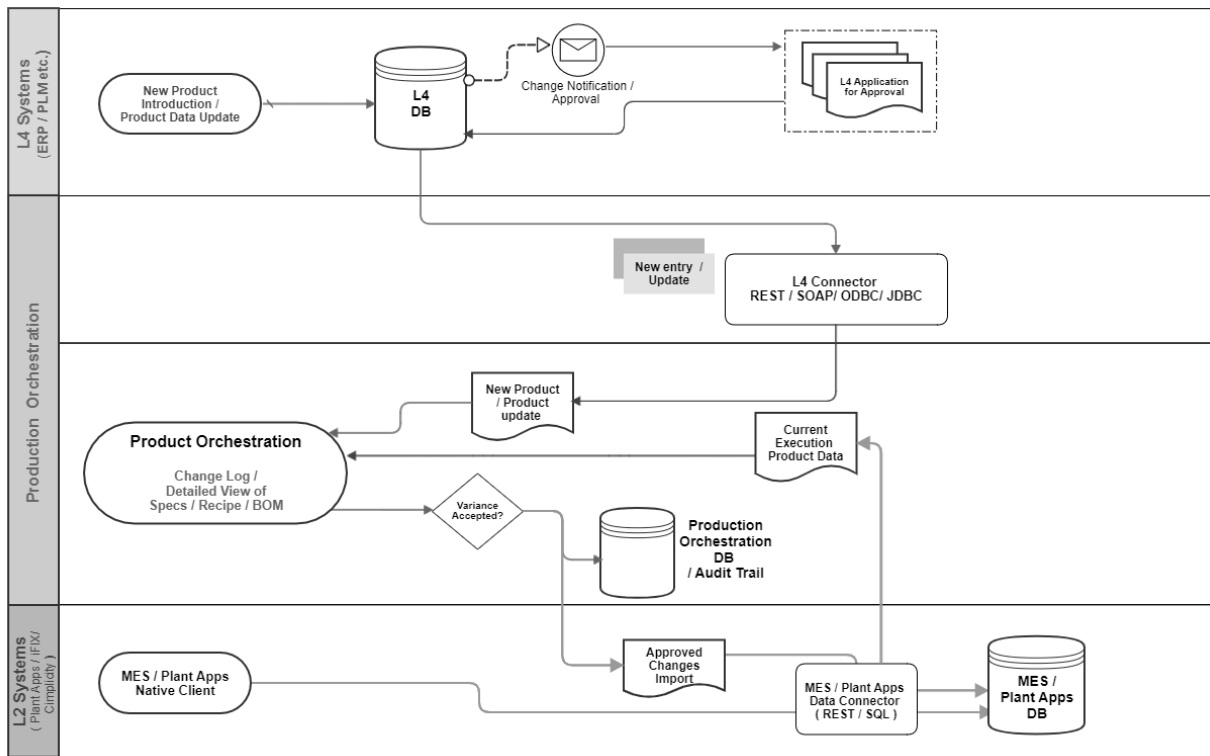 L4 Systems
(ERP / PLM etc.)
New Product
Introduction /
Product Data Update
L4
DB
Change Notification /
Approval
L4 Application
for Approval
Production Orchestration
New entry /
Update
L4 Connector
REST / SOAP/ ODBC/ JDBC
New Product
/ Product
update
Current
Execution
Product Data
Product Orchestration
Change Log /
Detailed View of
Specs / Recipe / BOM
Variance
Accepted?
Production
Orchestration
DB
/ Audit Trail
L2 Systems
( Plant Apps / iFIX/
Cimplicity )
MES / Plant Apps
Native Client
Approved
Changes
Import
MES / Plant Apps
Data Connector
( REST / SQL )
MES /
Plant Apps
DB